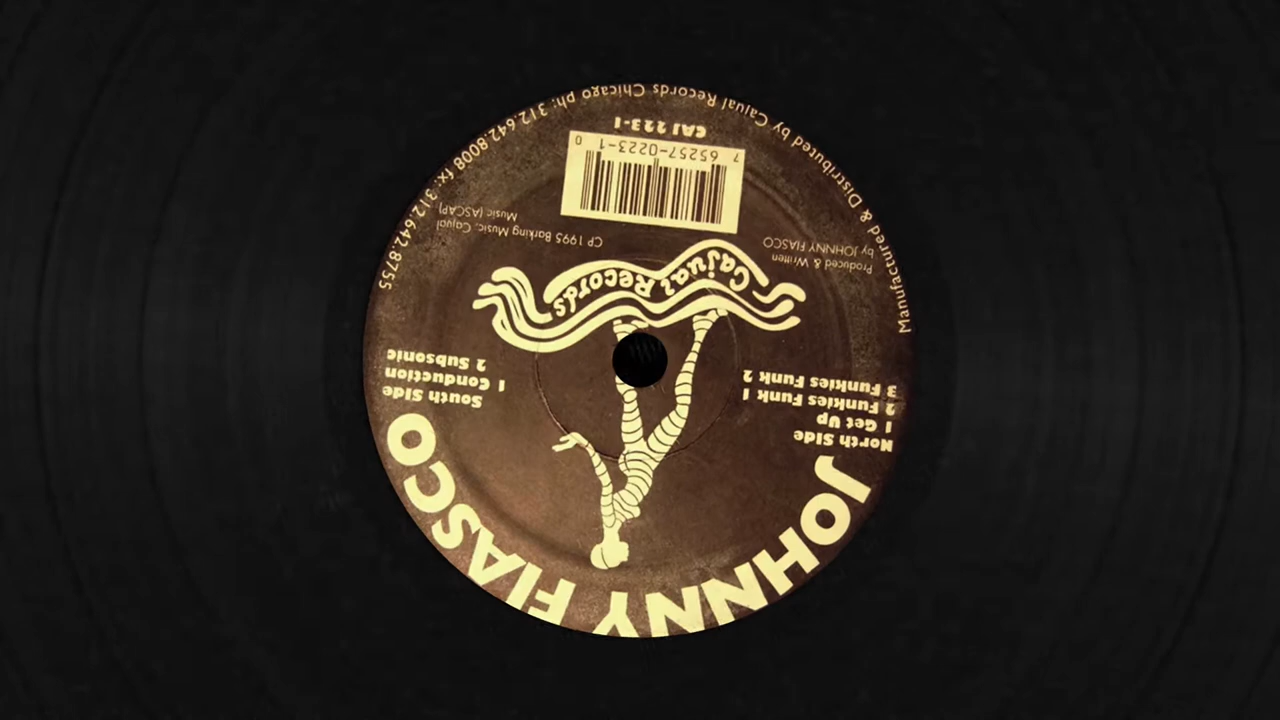 JOHNNY FIASCO
North Side
1 Get Up
2 Funkies Funk 1
3 Funkies Funk 2
South Side
1 Conduction
2 Subsonic
Cajual Records
Produced & Written
by JOHNNY FIASCO
CP 1995 Barking Music, Cajual
Music (ASCAP)
7 65257-0223-1 0
CAJ 223-1
Manufactured & Distributed by Cajual Records Chicago ph: 312.642.8008 fx: 312.642.8755